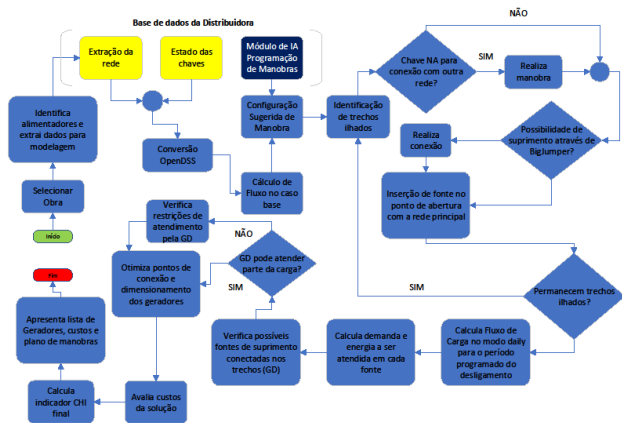 Base de dados da Distribuidora
Extração da
rede
Estado das
chaves
Módulo de IA
Programação de
Manobras
Chave NA para
conexão com outra
rede?
NÃO
SIM
Realiza
manobra
Identifica
alimentadores e
extrai dados para
modelagem
Configuração
Sugerida de
Manobra
Identificação
de trechos
ilhados
Conversão
OpenDSS
Realiza
conexão
Possibilidade de
suprimento através de
BigJumper?
Selecionar
Obra
Cálculo de
Fluxo no caso
base
Início
Verifica
restrições de
atendimento
pela GD
Inserção de fonte no
ponto de abertura
com a rede principal
NÃO
GD pode atender
parte da carga?
SIM
Fim
Otimiza pontos
de conexão e
dimensionamento
dos geradores
Permanecem trechos
ilhados?
SIM
Apresenta lista de
Geradores, custos e
plano de manobras
Verifica possíveis
fontes de suprimento
conectadas nos
trechos (GD)
Calcula demanda e
energia a ser
atendida em cada
fonte
Calcula Fluxo de
Carga no modo daily
para o período
programado do
desligamento
Calcula
indicador CHI
final
Avalia custos
da solução